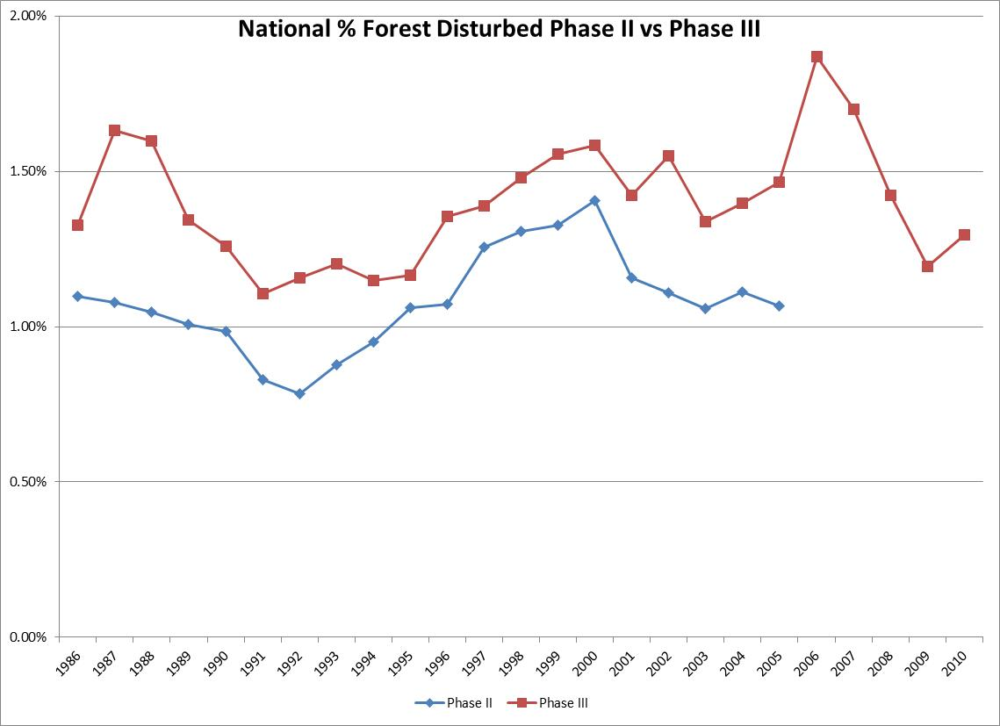 National % Forest Disturbed Phase II vs Phase III
2.00%
1.50%
1.00%
0.50%
0.00%
1986 1987 1988 1989 1990 1991 1992 1993 1994 1995 1996 1997 1998 1999 2000 2001 2002 2003 2004 2005 2006 2007 2008 2009 2010
Phase II Phase III